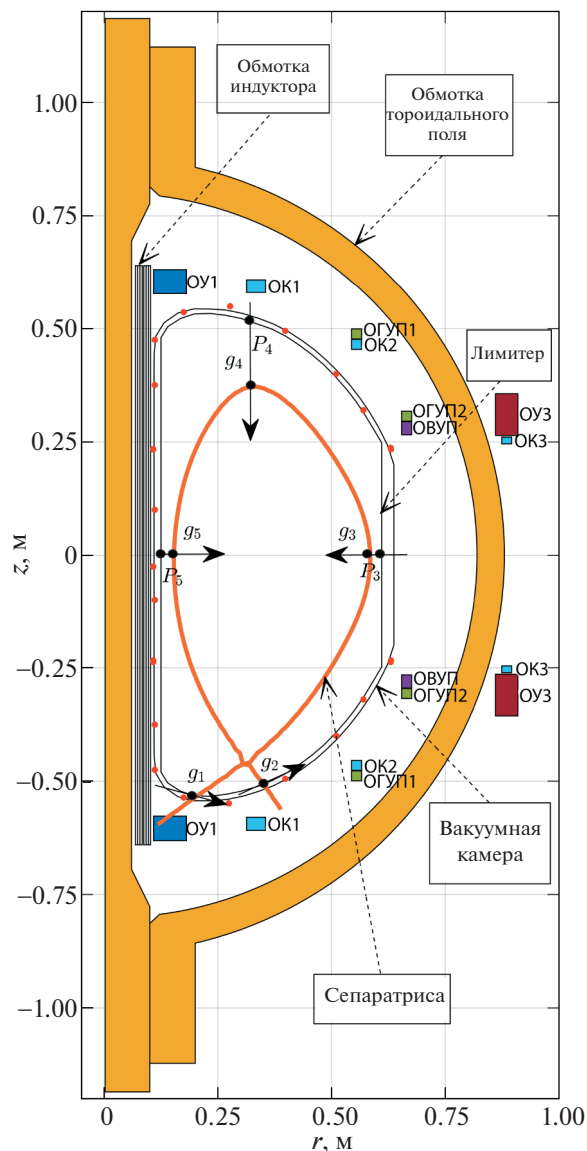 Обмотка
индуктора
Обмотка
тороидального
поля
1.00
0.75
ОУ1
ОК1
0.50
ОГУП1
ОК2
P₄
g₄
Лимитер
ОГУП2
ОВУП
ОУ3
ОК3
0.25
g₅
g₃
z, м
0
P₅
P₃
−0.25
ОВУП
ОГУП2
ОК3
ОУ3
g₁
g₂
ОК2
ОГУП1
−0.50
ОУ1
ОК1
Вакуумная
камера
−0.75
Сепаратриса
−1.00
0
0.25
0.50
0.75
1.00
r, м